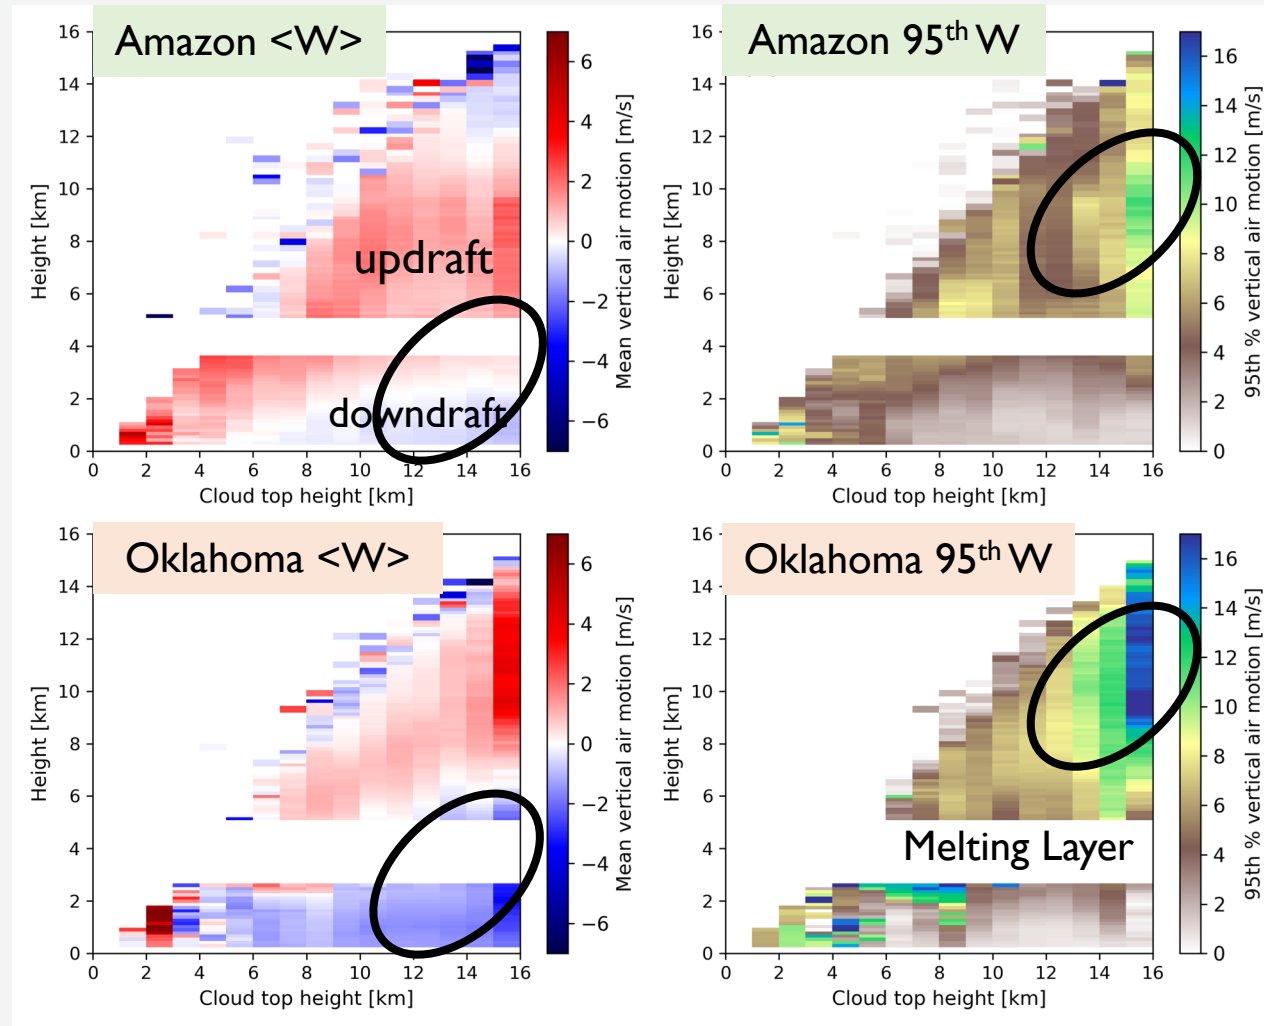 Amazon <W>
16
14
12
10
8
6
4
2
0
Height [km]
updraft
downdraft
0 2 4 6 8 10 12 14 16
Cloud top height [km]
6
4
2
0
−2
−4
−6
Mean vertical air motion [m/s]
Amazon 95th W
16
14
12
10
8
6
4
2
0
Height [km]
0 2 4 6 8 10 12 14 16
Cloud top height [km]
16
14
12
10
8
6
4
2
0
95th % vertical air motion [m/s]
Oklahoma <W>
16
14
12
10
8
6
4
2
0
Height [km]
0 2 4 6 8 10 12 14 16
Cloud top height [km]
6
4
2
0
−2
−4
−6
Mean vertical air motion [m/s]
Oklahoma 95th W
16
14
12
10
8
6
4
2
0
Height [km]
Melting Layer
0 2 4 6 8 10 12 14 16
Cloud top height [km]
16
14
12
10
8
6
4
2
0
95th % vertical air motion [m/s]